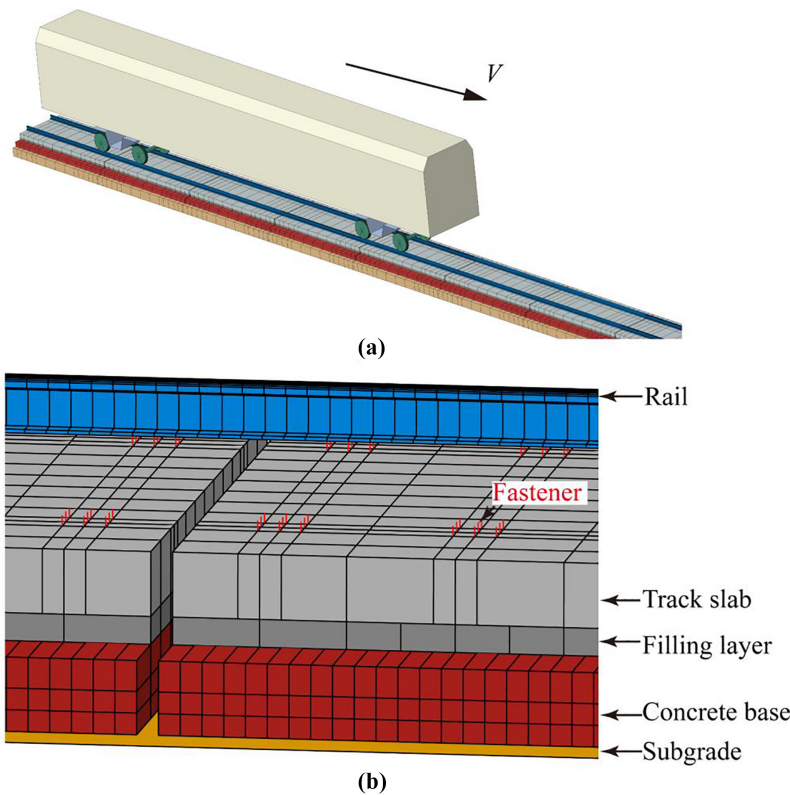 V
(a)
Rail
Fastener
Track slab
Filling layer
Concrete base
Subgrade
(b)